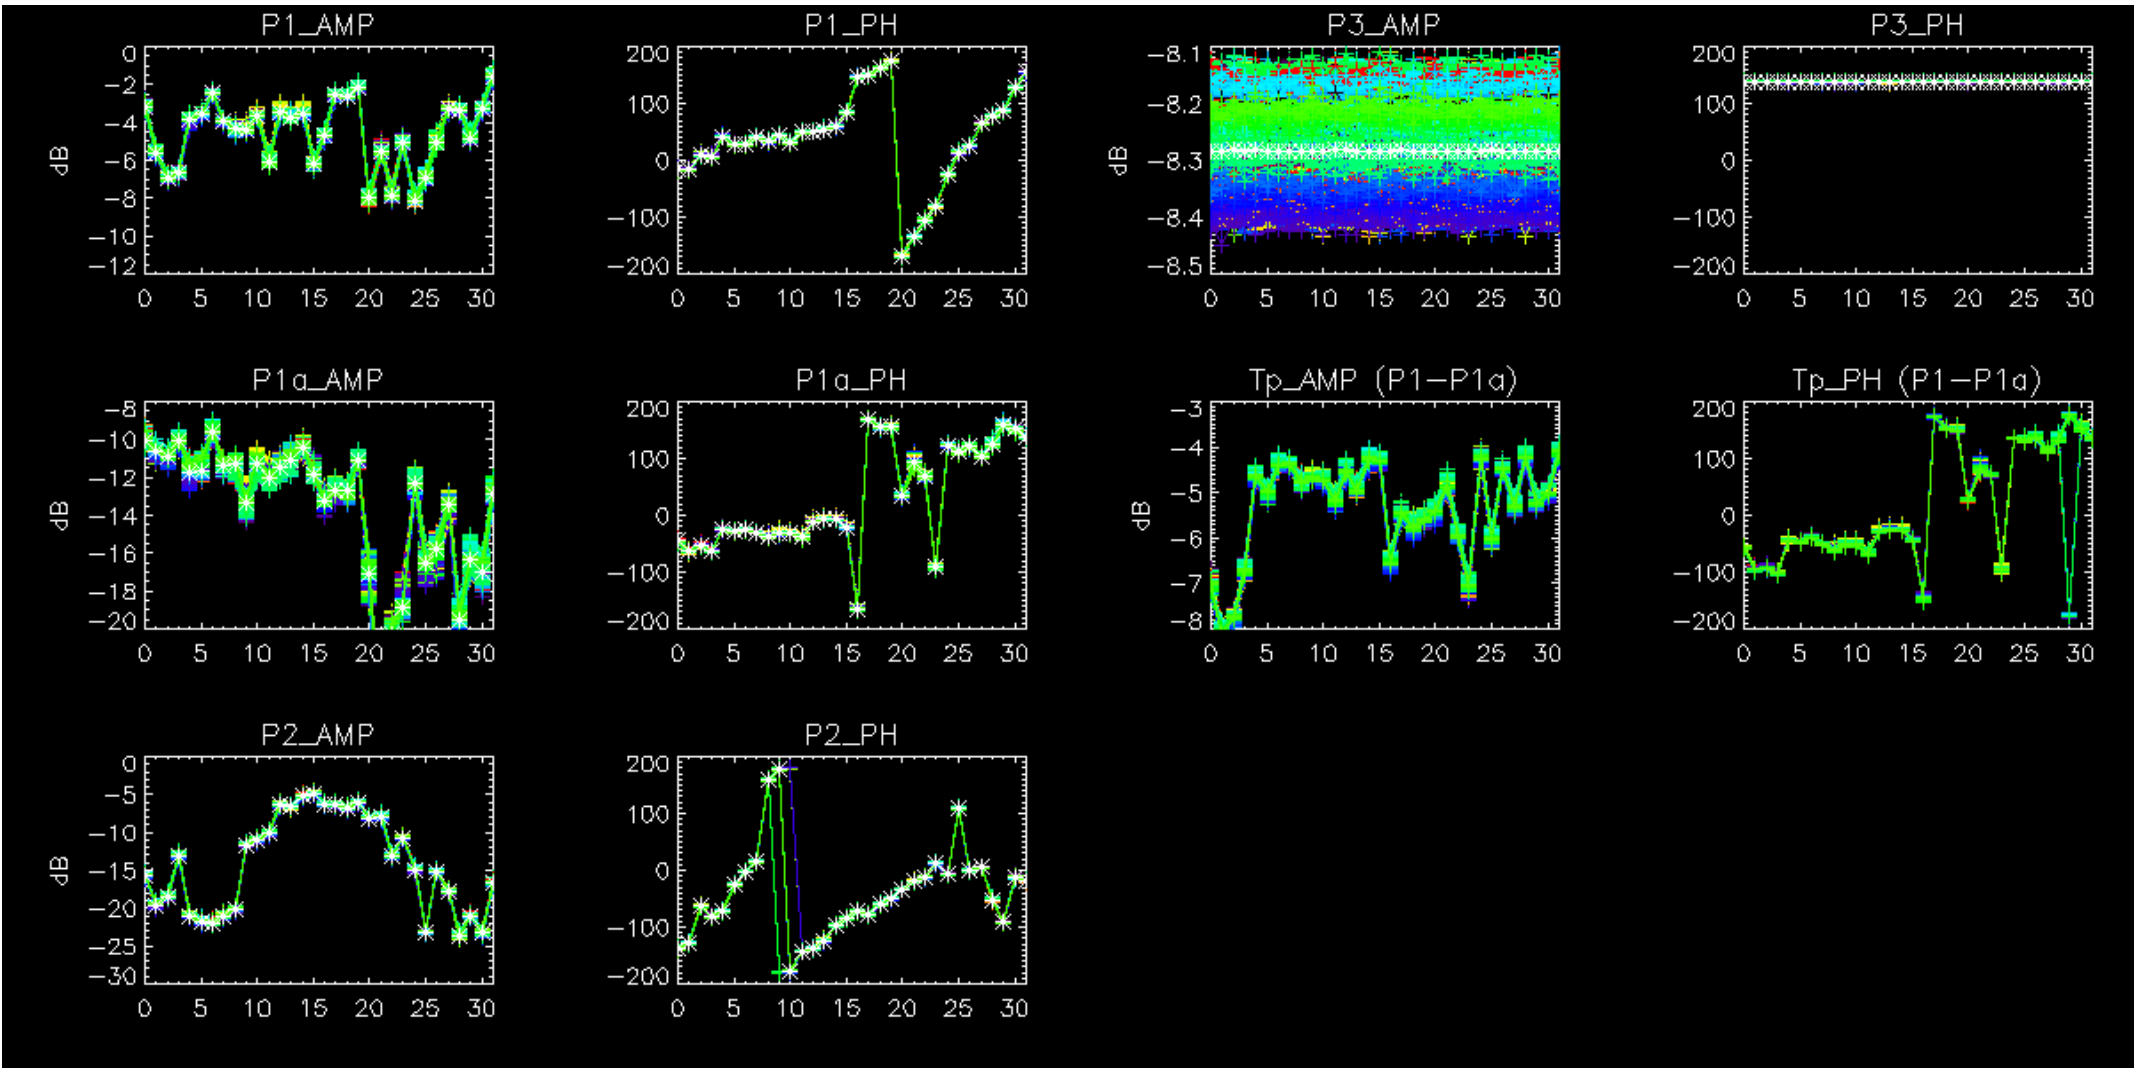 P1_AMP P1_PH P3_AMP P3_PH
0 200 -8.1 200
-2
-4 100 -8.2 100
dB -6 0 dB -8.3 0
-8
-10 -100 -8.4 -100
-12 -200 -8.5 -200
0 5 10 15 20 25 30 0 5 10 15 20 25 30 0 5 10 15 20 25 30 0 5 10 15 20 25 30
P1a_AMP P1a_PH Tp_AMP (P1-P1a) Tp_PH (P1-P1a)
-8 200 -3 200
-10 100 -4 100
-12
dB -14 0 dB -5 0
-16 -6
-18 -100 -7 -100
-20 -200 -8 -200
0 5 10 15 20 25 30 0 5 10 15 20 25 30 0 5 10 15 20 25 30 0 5 10 15 20 25 30
P2_AMP P2_PH
0 200
-5 100
-10
dB -15 0
-20 -100
-25
-30 -200
0 5 10 15 20 25 30 0 5 10 15 20 25 30